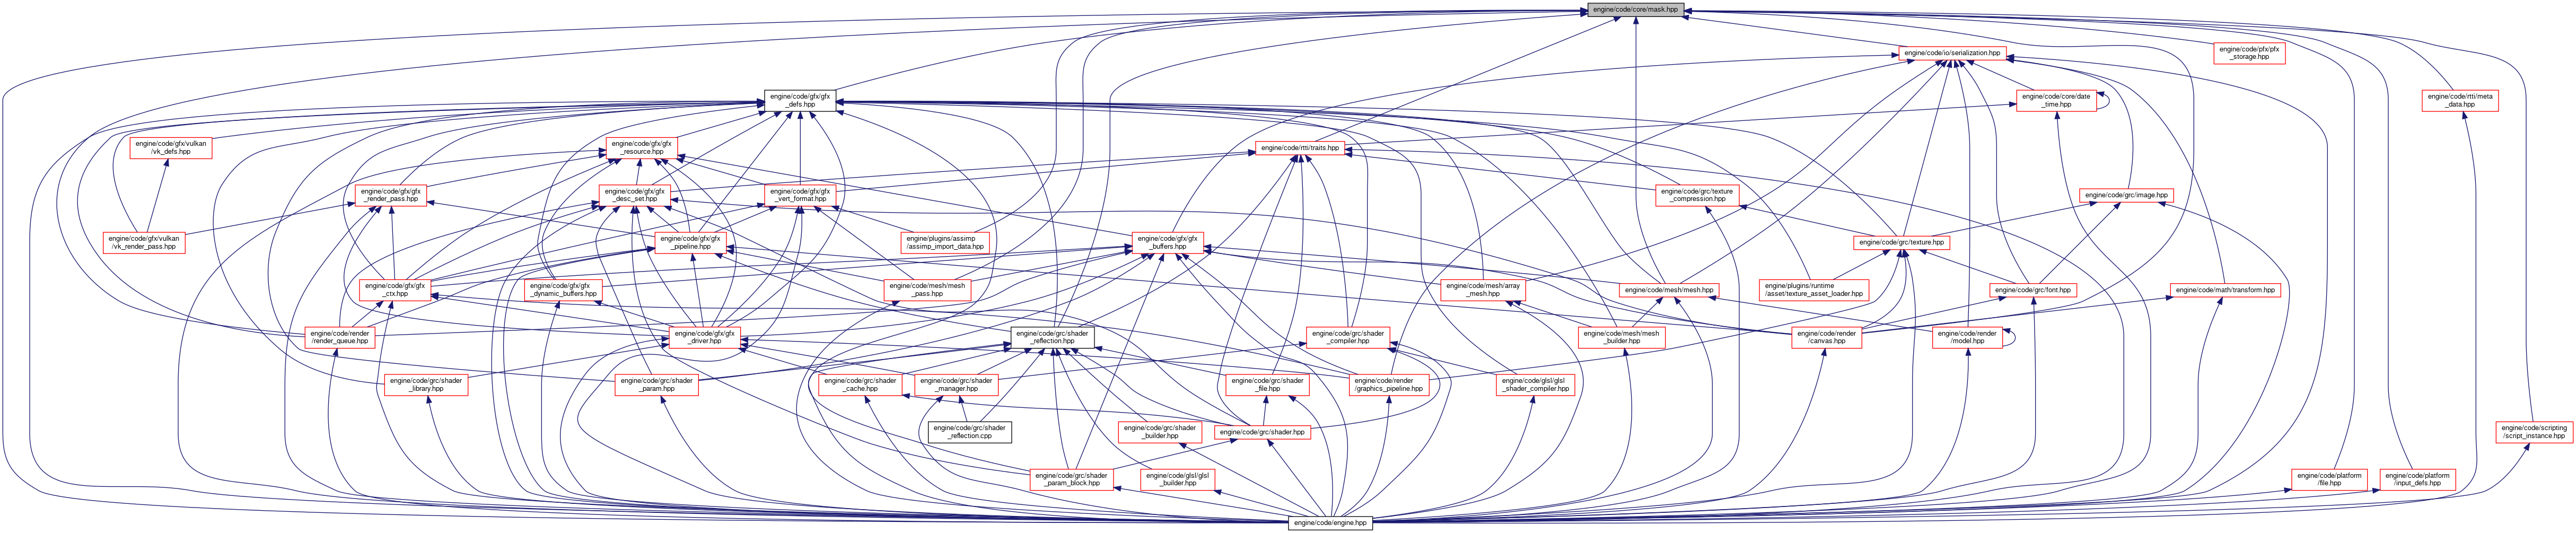 engine/code/core/mask.hpp
engine/code/io/serialization.hpp
engine/code/pfx/pfx
_storage.hpp
engine/code/gfx/gfx
_defs.hpp
engine/code/core/date
_time.hpp
engine/code/rtti/meta
_data.hpp
engine/code/gfx/vulkan
/vk_defs.hpp
engine/code/gfx/gfx
_resource.hpp
engine/code/rtti/traits.hpp
engine/code/gfx/gfx
_render_pass.hpp
engine/code/gfx/gfx
_desc_set.hpp
engine/code/gfx/gfx
_vert_format.hpp
engine/code/grc/texture
_compression.hpp
engine/code/grc/image.hpp
engine/code/gfx/vulkan
/vk_render_pass.hpp
engine/code/gfx/gfx
_pipeline.hpp
engine/plugins/assimp
/assimp_import_data.hpp
engine/code/gfx/gfx
_buffers.hpp
engine/code/grc/texture.hpp
engine/code/gfx/gfx
_ctx.hpp
engine/code/gfx/gfx
_dynamic_buffers.hpp
engine/code/mesh/mesh
_pass.hpp
engine/code/mesh/array
_mesh.hpp
engine/code/mesh/mesh.hpp
engine/plugins/runtime
/asset/texture_asset_loader.hpp
engine/code/grc/font.hpp
engine/code/math/transform.hpp
engine/code/render
/render_queue.hpp
engine/code/gfx/gfx
_driver.hpp
engine/code/grc/shader
_reflection.hpp
engine/code/grc/shader
_compiler.hpp
engine/code/mesh/mesh
_builder.hpp
engine/code/render
/canvas.hpp
engine/code/render
/model.hpp
engine/code/grc/shader
_library.hpp
engine/code/grc/shader
_param.hpp
engine/code/grc/shader
_cache.hpp
engine/code/grc/shader
_manager.hpp
engine/code/grc/shader
_file.hpp
engine/code/render
/graphics_pipeline.hpp
engine/code/glsl/glsl
_shader_compiler.hpp
engine/code/grc/shader
_reflection.cpp
engine/code/grc/shader
_builder.hpp
engine/code/grc/shader.hpp
engine/code/scripting
/script_instance.hpp
engine/code/grc/shader
_param_block.hpp
engine/code/glsl/glsl
_builder.hpp
engine/code/platform
/file.hpp
engine/code/platform
/input_defs.hpp
engine/code/engine.hpp